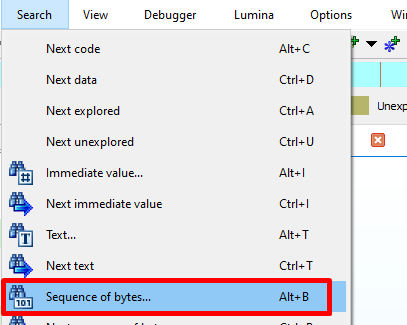 Search View Debugger Lumina Options
Next code Alt+C
Next data Ctrl+D
Next explored Ctrl+A
Next unexplored Ctrl+U
Immediate value... Alt+I
Next immediate value Ctrl+I
Text... Alt+T
Next text Ctrl+T
Sequence of bytes... Alt+B